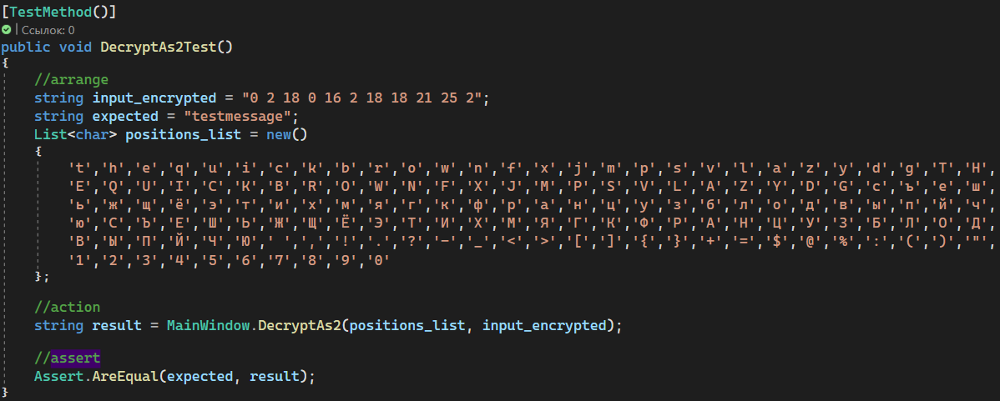 [TestMethod()]
| Ссылок: 0
public void DecryptAs2Test()
{
//arrange
string input_encrypted = "0 2 18 0 16 2 18 18 21 25 2";
string expected = "testmessage";
List<char> positions_list = new()
{
't','h','e','q','u','i','c','k','b','r','o','w','n','f','x','j','m','p','s','v','l','a','z','y','d','g','T','H',
'E','Q','U','I','C','K','B','R','O','W','N','F','X','J','M','P','S','V','L','A','Z','Y','D','G','с','ъ','е','ш',
'ь','ж','щ','ё','э','т','и','х','м','я','г','к','ф','р','а','н','ц','у','з','б','л','о','д','в','ы','п','й','ч',
'ю','С','Ъ','Е','Ш','Ь','Ж','Щ','Ё','Э','Т','И','Х','М','Я','Г','К','Ф','Р','А','Н','Ц','У','З','Б','Л','О','Д',
'В','Ы','П','Й','Ч','Ю',' ',',','!','.','?','-','_','<','>','[',']','{','}','+','=','$','@','%',':','(',')','"',
'1','2','3','4','5','6','7','8','9','0'
};
//action
string result = MainWindow.DecryptAs2(positions_list, input_encrypted);
//assert
Assert.AreEqual(expected, result);
}